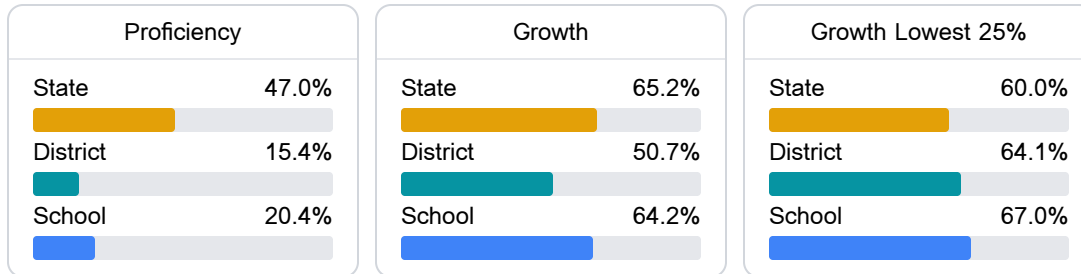 Proficiency
State 47.0%
District 15.4%
School 20.4%
Growth
State 65.2%
District 50.7%
School 64.2%
Growth Lowest 25%
State 60.0%
District 64.1%
School 67.0%